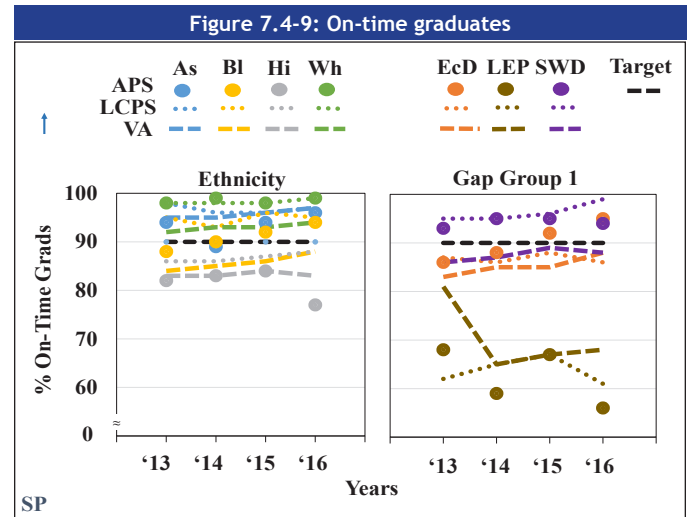 Figure 7.4-9: On-time graduates
As Bl Hi Wh EcD LEP SWD Target
APS
LCPS
VA
Ethnicity Gap Group 1
% On-Time Grads
100
90
80
70
60
0
≈
‘13 ‘14 ‘15 ‘16 ‘13 ‘14 ‘15 ‘16
Years
SP